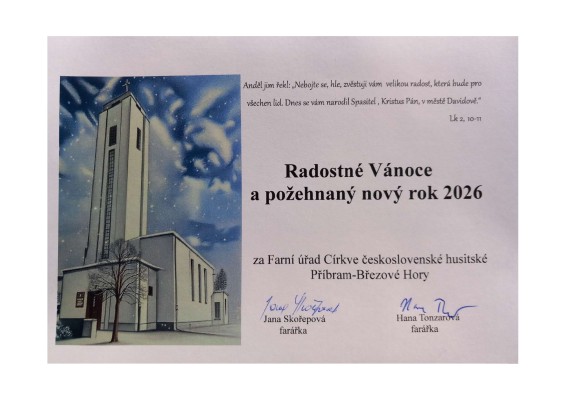 Anděl jim řekl: „Nebojte se, hle, zvěstuji vám velikou radost, která bude pro
všechen lid. Dnes se vám narodil Spasitel, Kristus Pán, v městě Davidově.“
Lk 2, 10-11
Radostné Vánoce
a požehnaný nový rok 2026
za Farní úřad Církve československé husitské
Příbram-Březové Hory
Jana Skořepová
farářka
Hana Tonzarová
farářka